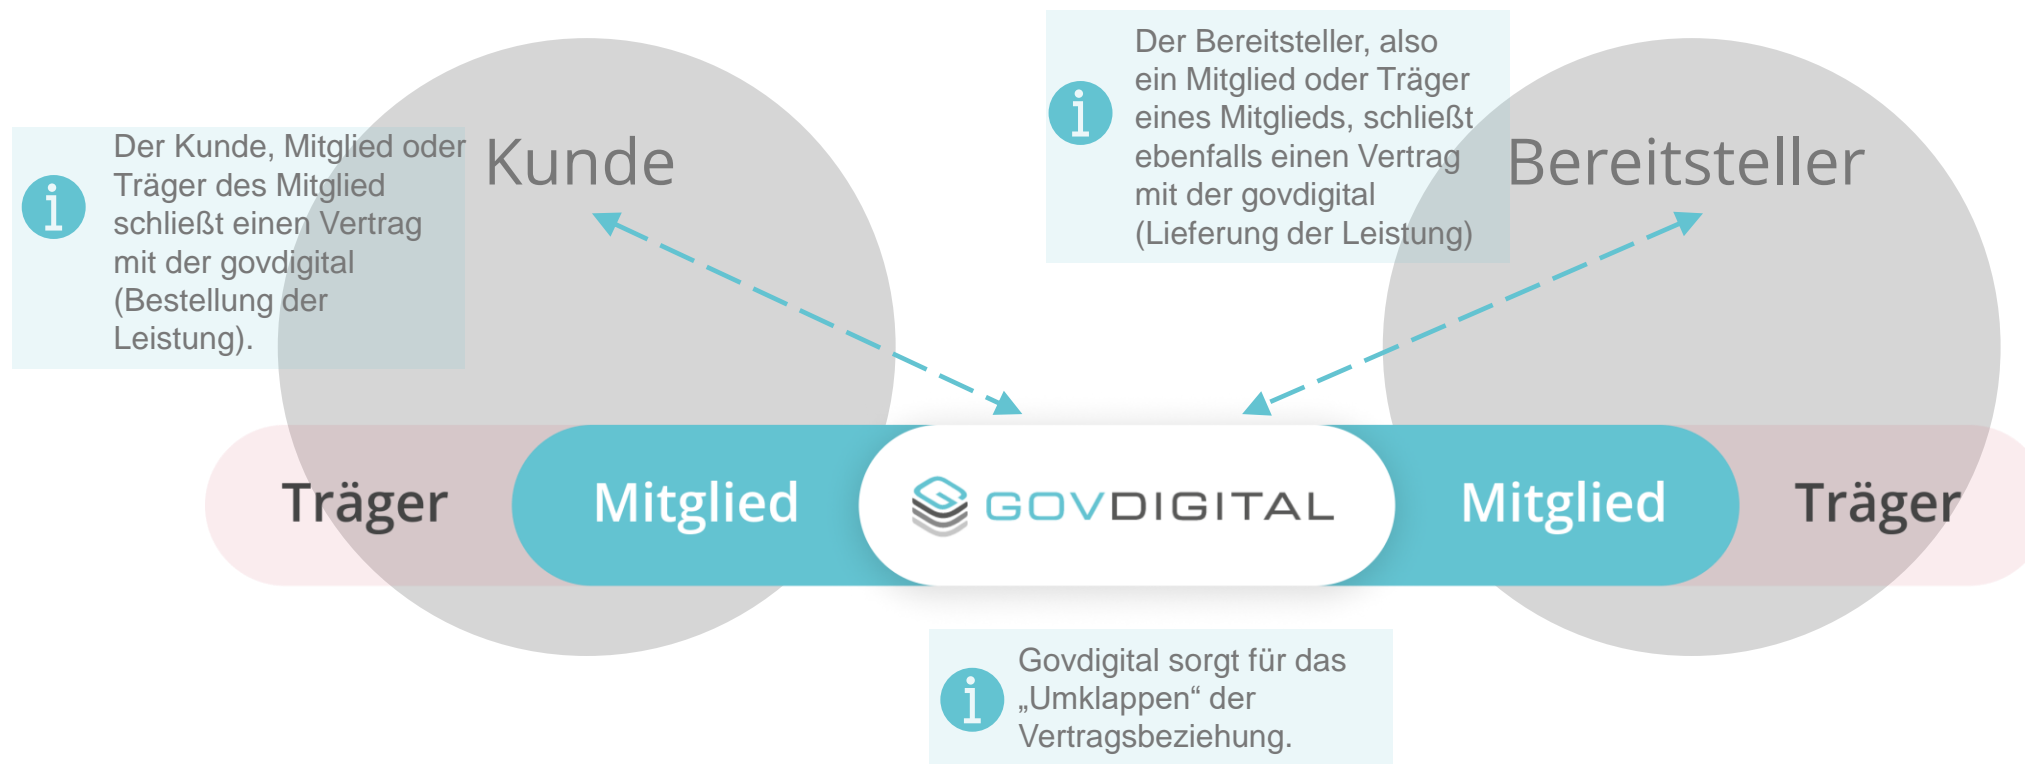 Der Kunde, Mitglied oder
Träger des Mitglied
schließt einen Vertrag
mit der govdigital
(Bestellung der
Leistung).
Kunde
Der Bereitsteller, also
ein Mitglied oder Träger
eines Mitglieds, schließt
ebenfalls einen Vertrag
mit der govdigital
(Lieferung der Leistung)
Bereitsteller
Träger
Mitglied
GOVDIGITAL
Mitglied
Träger
Govdigital sorgt für das
„Umklappen“ der
Vertragsbeziehung.